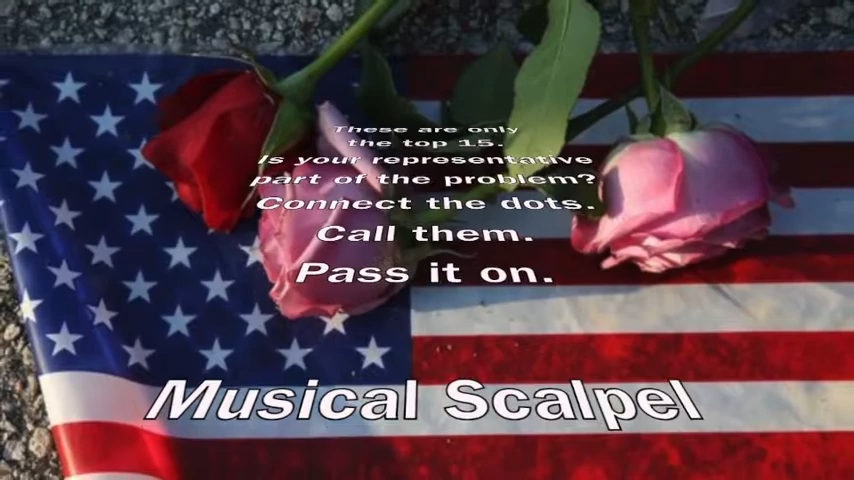 These are only
the top 15.
Is your representative
part of the problem?
Connect the dots.
Call them.
Pass it on.
Musical Scalpel